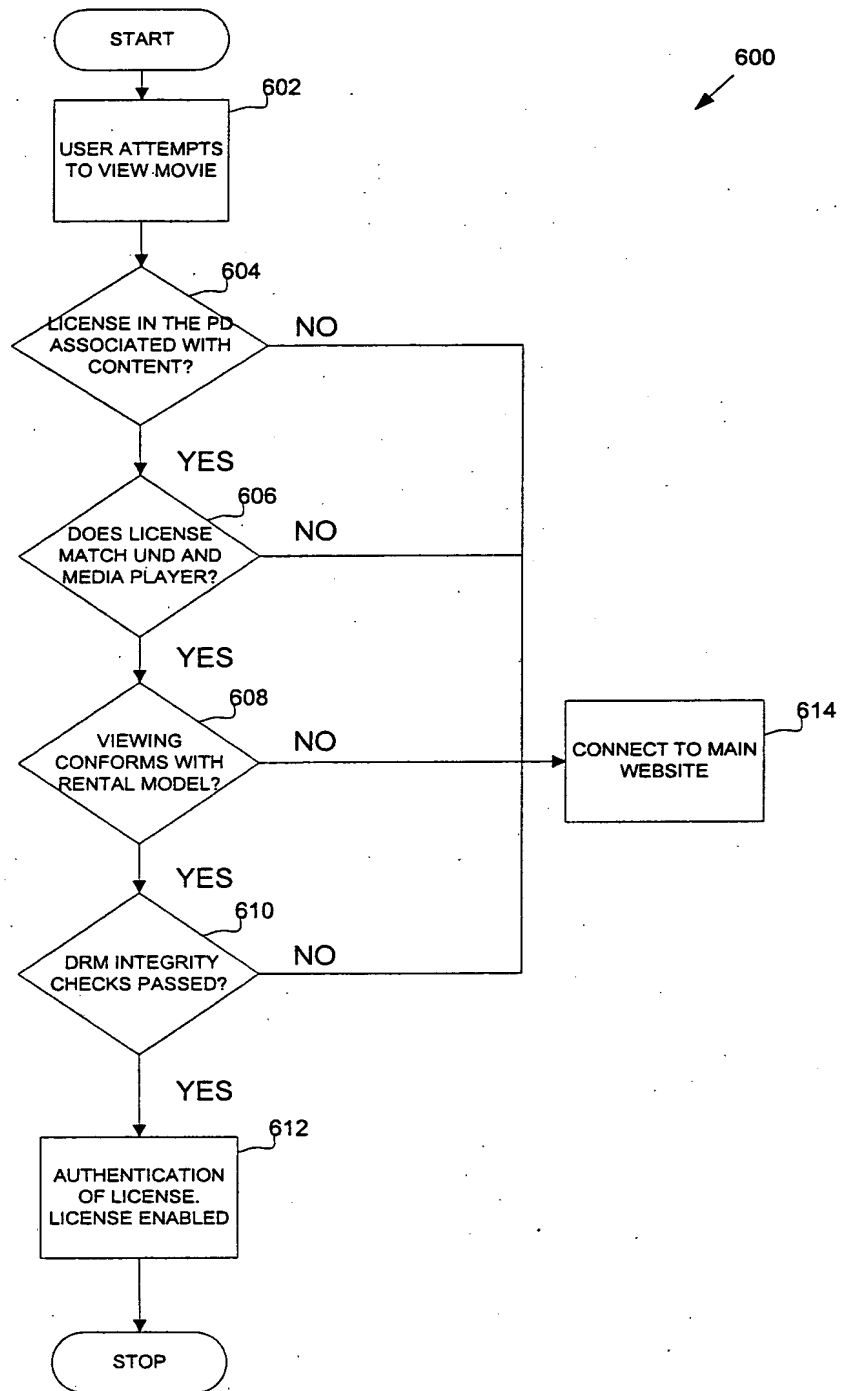 START
600
602
USER ATTEMPTS
TO VIEW MOVIE
604
LICENSE IN THE PD
ASSOCIATED WITH
CONTENT?
NO
YES
606
DOES LICENSE
MATCH UND AND
MEDIA PLAYER?
NO
YES
608
VIEWING
CONFORMS WITH
RENTAL MODEL?
NO
614
CONNECT TO MAIN
WEBSITE
YES
610
DRM INTEGRITY
CHECKS PASSED?
NO
YES
612
AUTHENTICATION
OF LICENSE.
LICENSE ENABLED
STOP